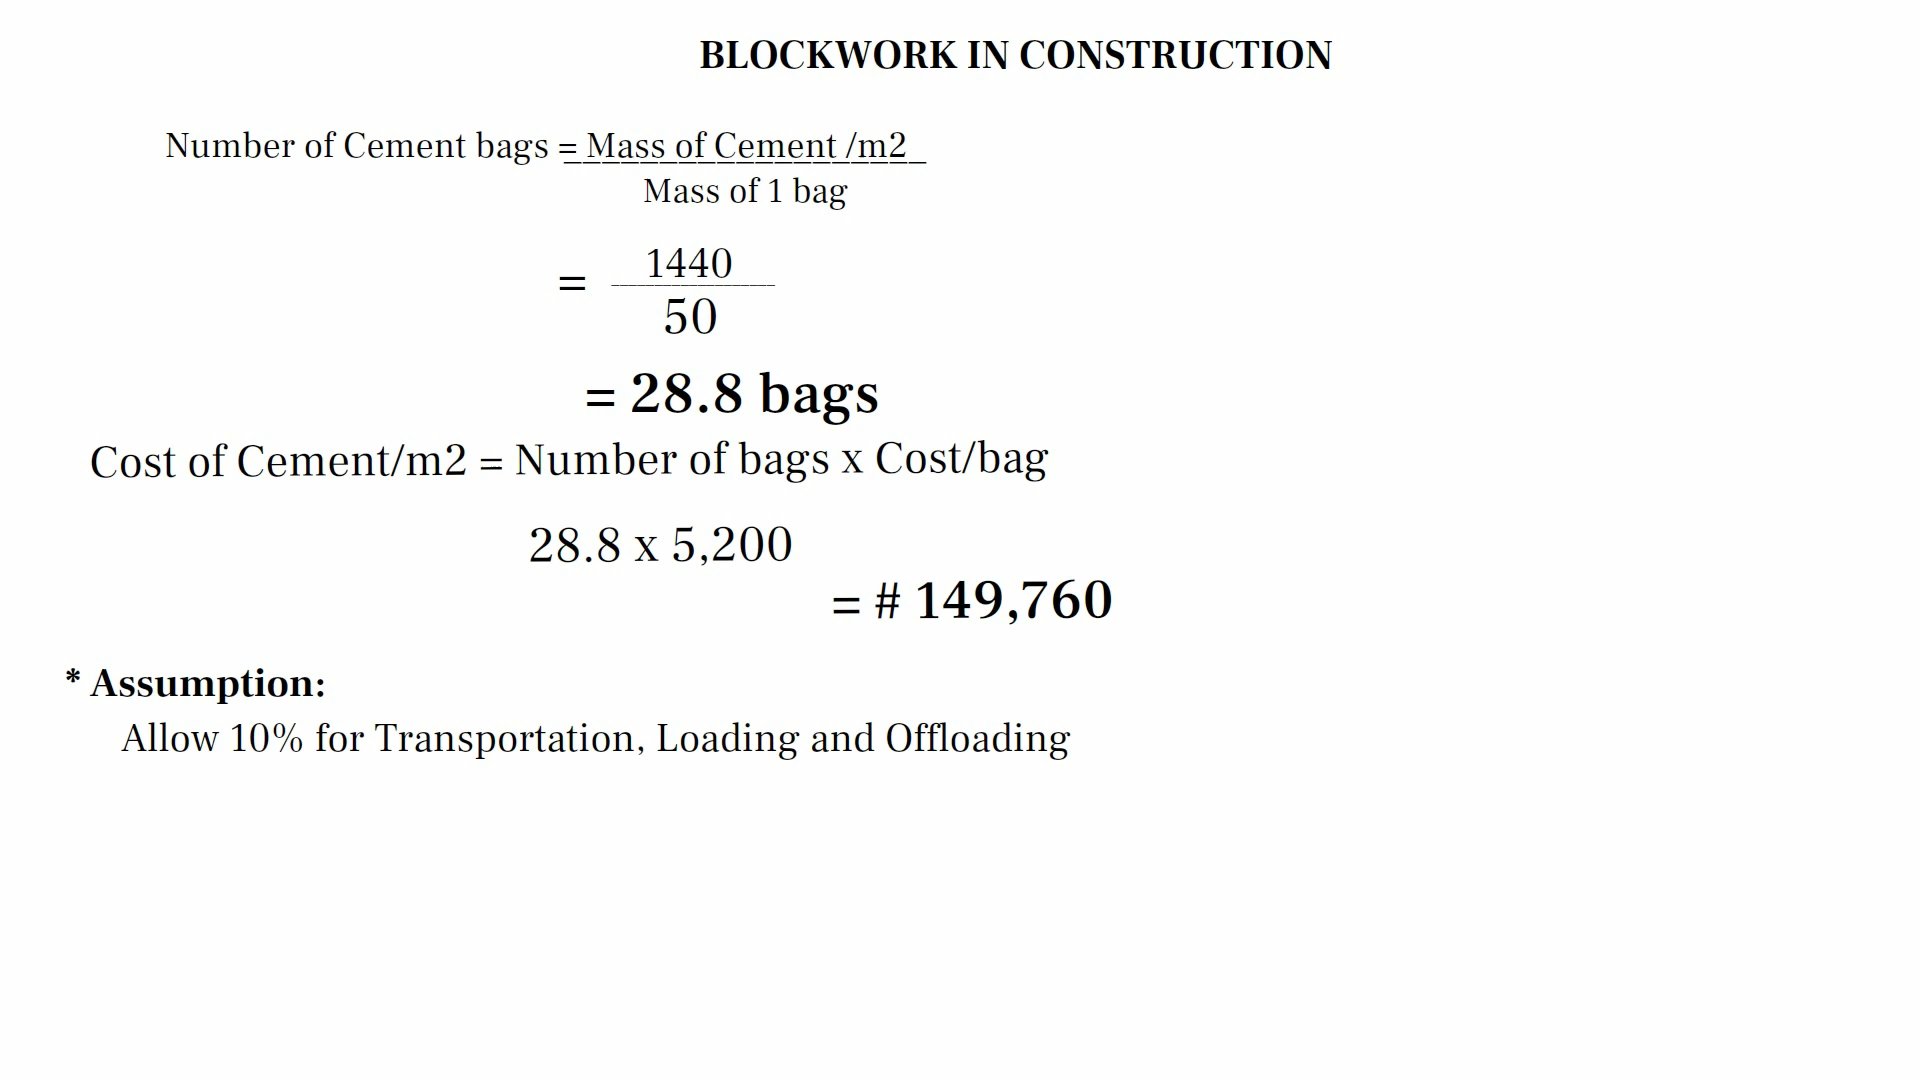 BLOCKWORK IN CONSTRUCTION
Number of Cement bags = Mass of Cement /m2
Mass of 1 bag
= 1440
50
= 28.8 bags
Cost of Cement/m2 = Number of bags x Cost/bag
28.8 x 5,200
= # 149,760
* Assumption:
Allow 10% for Transportation, Loading and Offloading